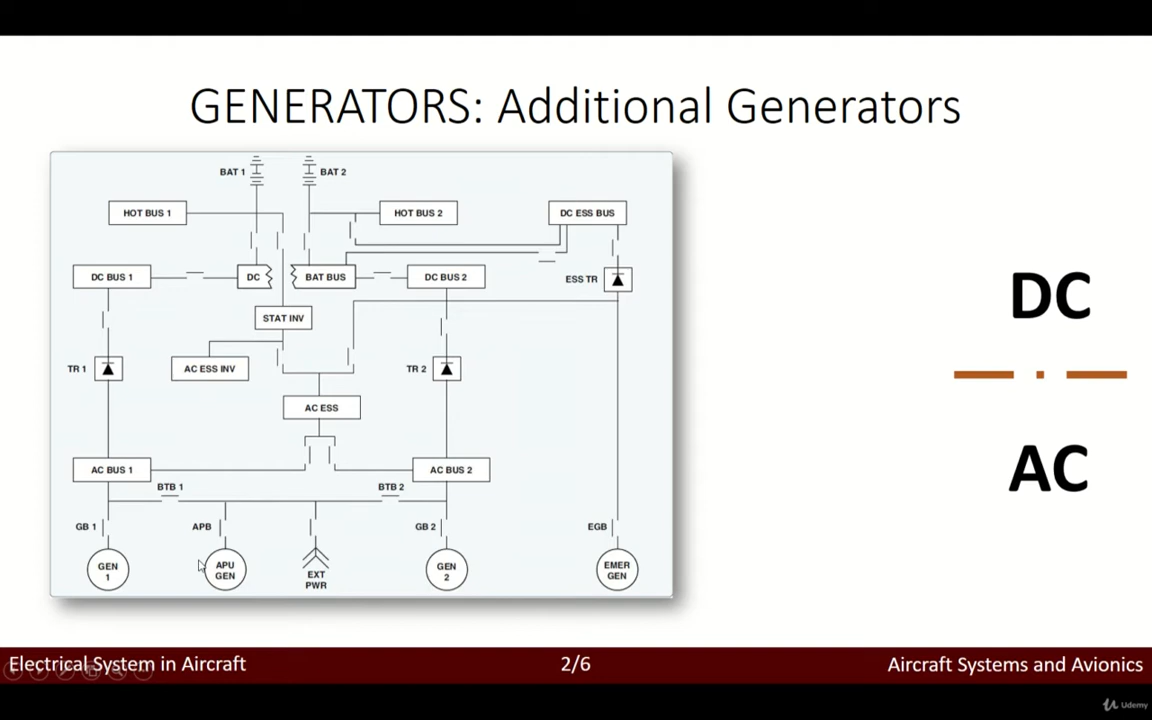 GENERATORS: Additional Generators
BAT 1
BAT 2
HOT BUS 1
HOT BUS 2
DC ESS BUS
DC BUS 1
DC
BAT BUS
DC BUS 2
ESS TR
STAT INV
TR 1
AC ESS INV
TR 2
AC ESS
AC BUS 1
AC BUS 2
BTB 1
BTB 2
GB 1
APB
GB 2
EGB
GEN
1
APU
GEN
EXT
PWR
GEN
2
EMER
GEN
DC
AC
Electrical System in Aircraft
2/6
Aircraft Systems and Avionics
Udemy